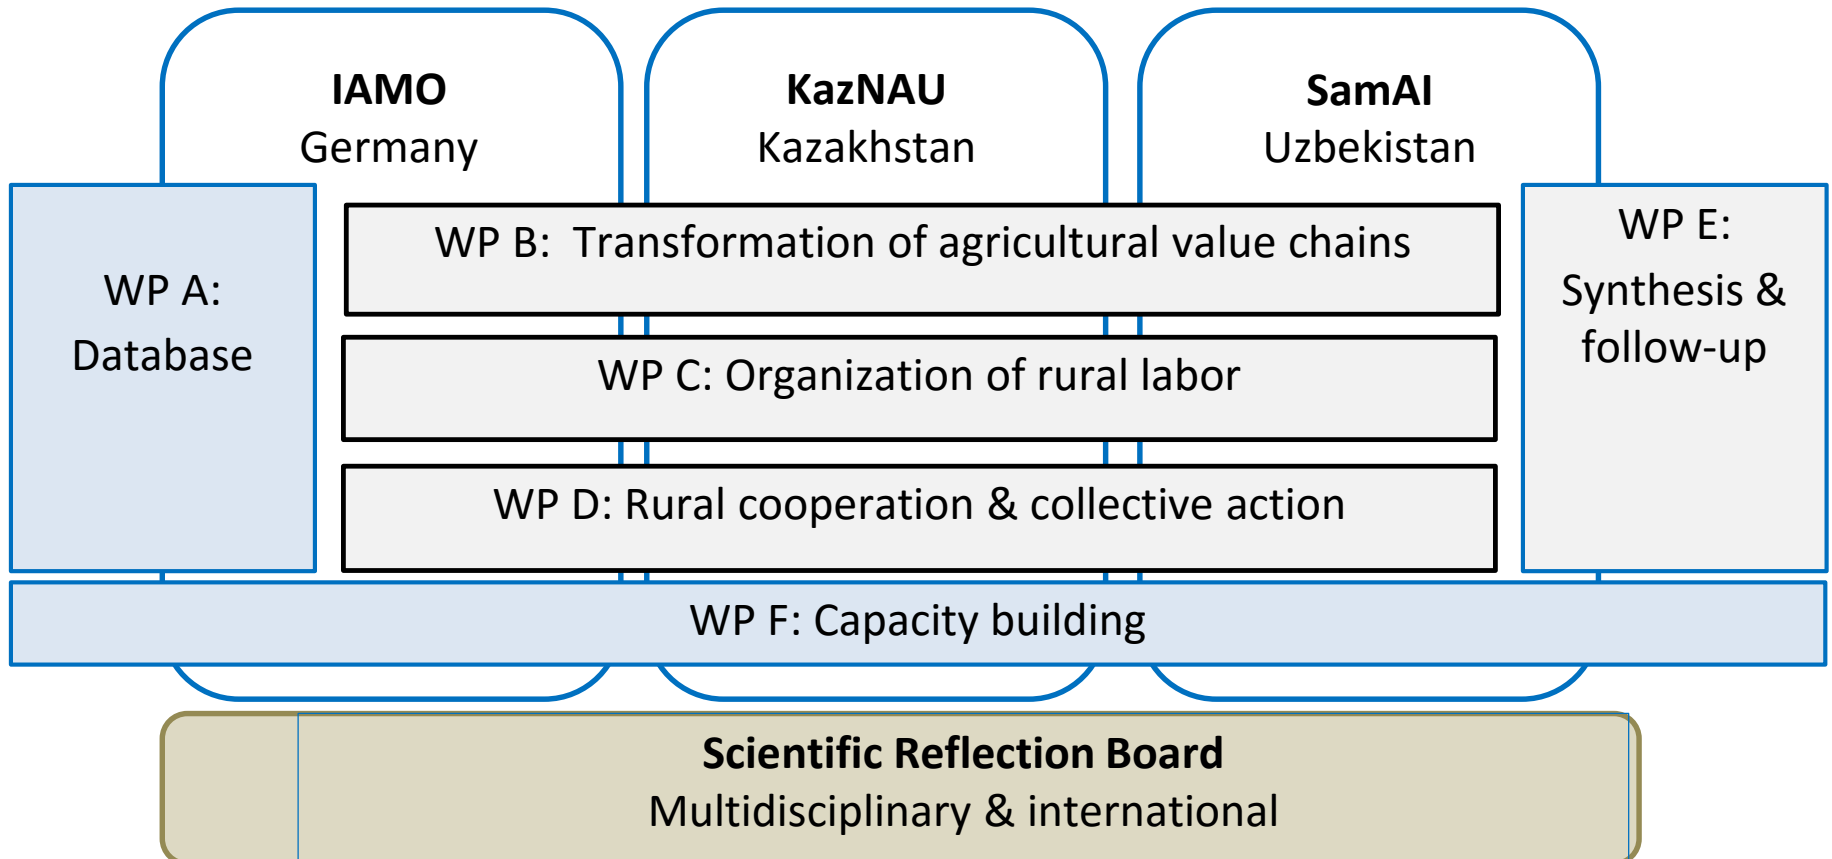 IAMO
Germany
KazNAU
Kazakhstan
SamAI
Uzbekistan
WP A:
Database
WP B:  Transformation of agricultural value chains
WP C: Organization of rural labor
WP D: Rural cooperation & collective action
WP E:
Synthesis &
follow-up
WP F: Capacity building
Scientific Reflection Board
Multidisciplinary & international